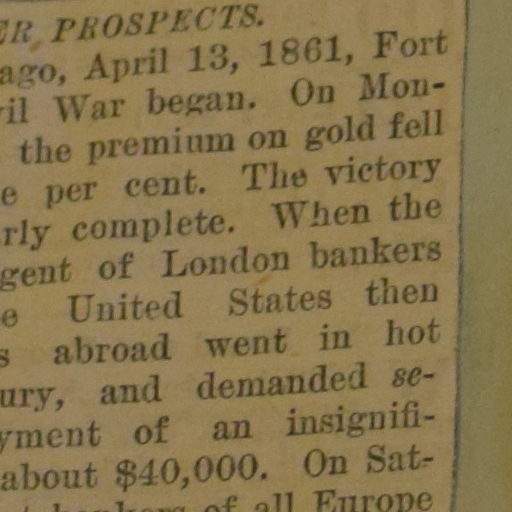 ER PROSPECTS.
ago, April 13, 1861, Fort
vil War began. On Mon-
the premium on gold fell
e per cent. The victory
rly complete. When the
gent of London bankers
e United States then
s abroad went in hot
ury, and demanded se-
yment of an insignifi-
about $40,000. On Sat-
bankers of all Europe